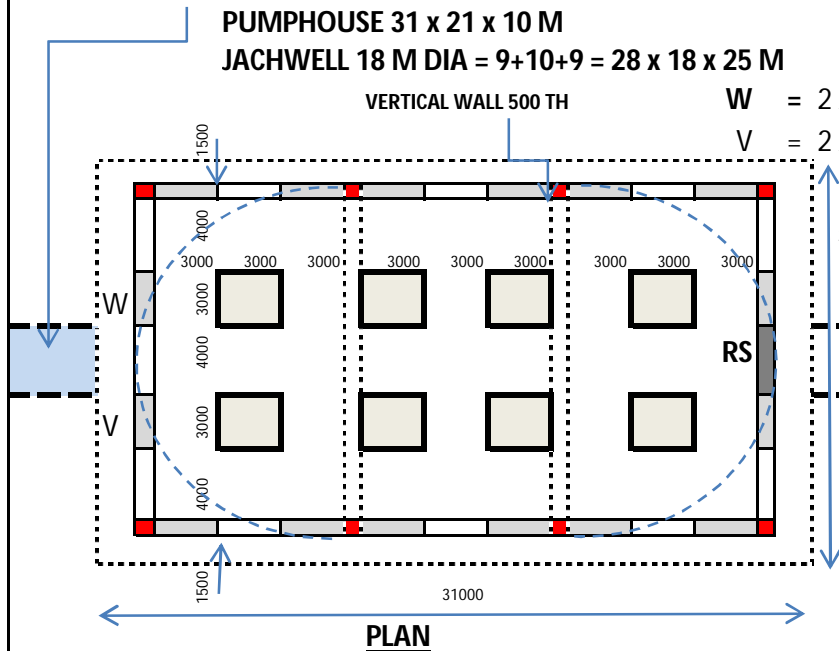 PUMPHOUSE 31 x 21 x 10 M
JACHWELL 18 M DIA = 9+10+9 = 28 x 18 x 25 M
VERTICAL WALL 500 TH
W = 2
V = 2
1500
4000
3000 3000 3000 3000 3000 3000 3000 3000 3000
3000
W
4000
RS
V
3000
4000
1500
31000
PLAN